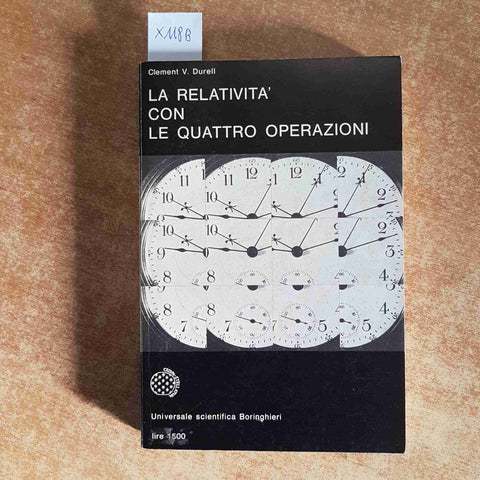 X118B
Clement V. Durell
LA RELATIVITA'
CON
LE QUATTRO OPERAZIONI
Universale scientifica Boringhieri
lire 1500